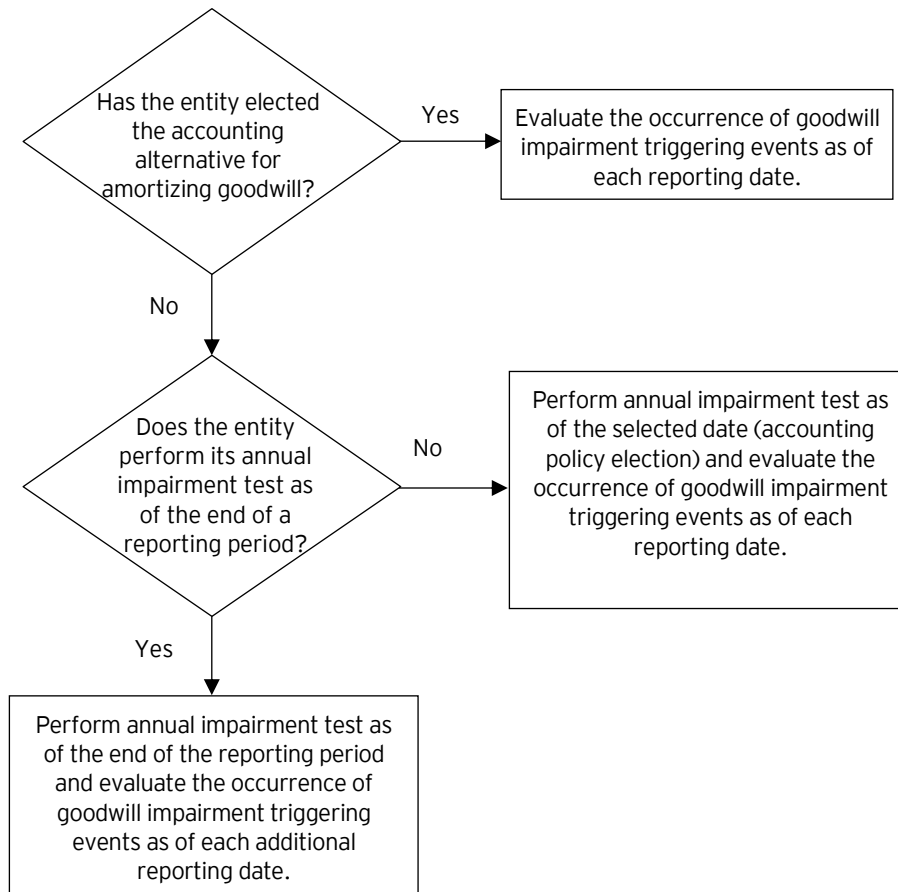 Has the entity elected
the accounting
alternative for
amortizing goodwill?
Yes
Evaluate the occurrence of goodwill
impairment triggering events as of
each reporting date.
No
Does the entity
perform its annual
impairment test as
of the end of a
reporting period?
No
Perform annual impairment test as
of the selected date (accounting
policy election) and evaluate the
occurrence of goodwill impairment
triggering events as of each
reporting date.
Yes
Perform annual impairment test as
of the end of the reporting period
and evaluate the occurrence of
goodwill impairment triggering
events as of each additional
reporting date.